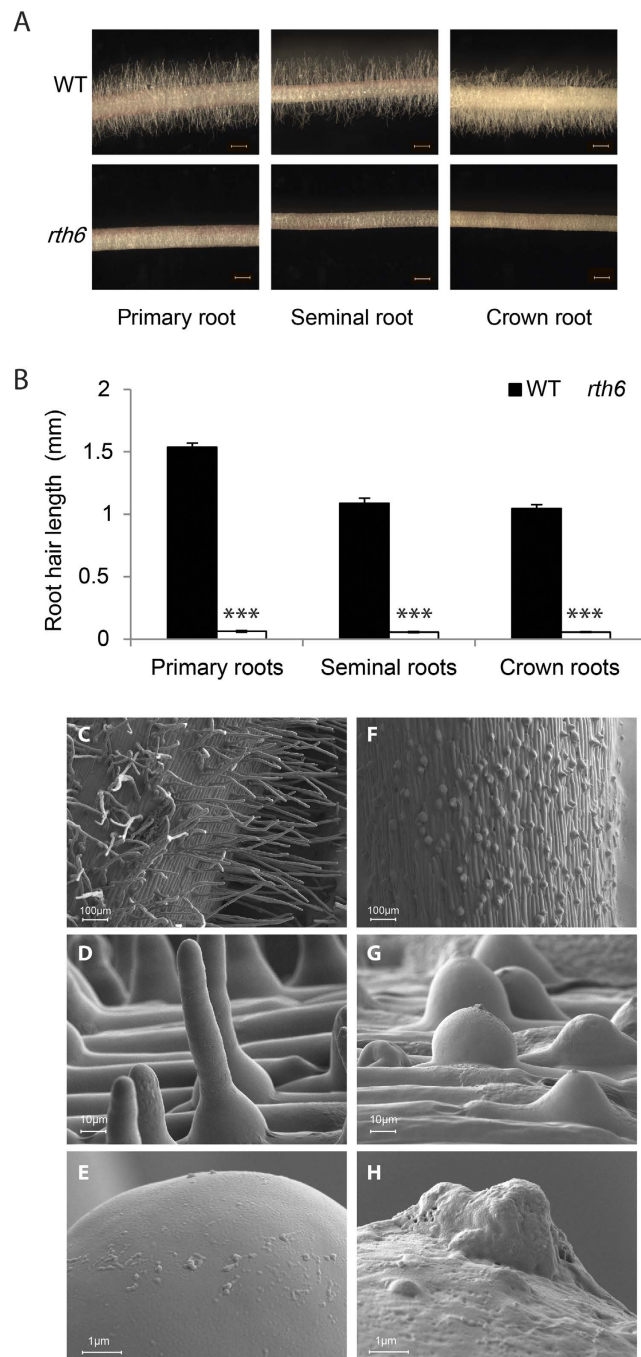 A
WT
rth6
Primary root
Seminal root
Crown root
B
WT rth6
Root hair length (mm)
2
1.5
1
0.5
0
***
***
***
Primary roots
Seminal roots
Crown roots
C
100µm
F
100µm
D
10µm
G
10µm
E
1µm
H
1µm